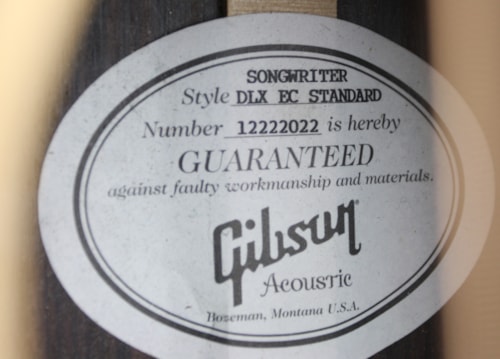 SONGWRITER
Style DLX EC STANDARD
Number 12222022 is hereby
GUARANTEED
against faulty workmanship and materials.
Gibson
Acoustic
Bozeman, Montana U.S.A.